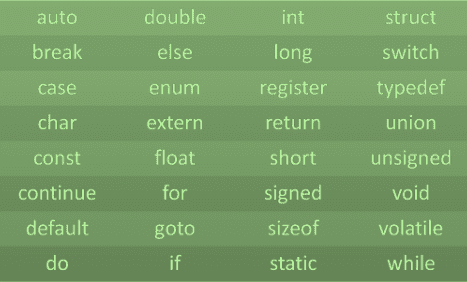 auto double int struct
break else long switch
case enum register typedef
char extern return union
const float short unsigned
continue for signed void
default goto sizeof volatile
do if static while